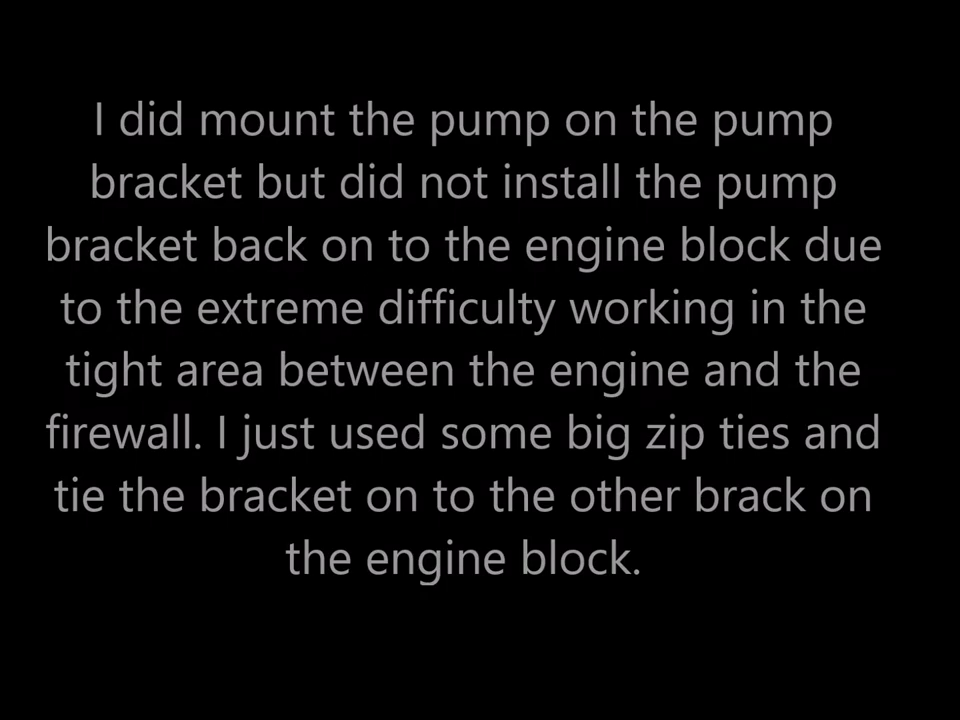 I did mount the pump on the pump
bracket but did not install the pump
bracket back on to the engine block due
to the extreme difficulty working in the
tight area between the engine and the
firewall. I just used some big zip ties and
tie the bracket on to the other brack on
the engine block.